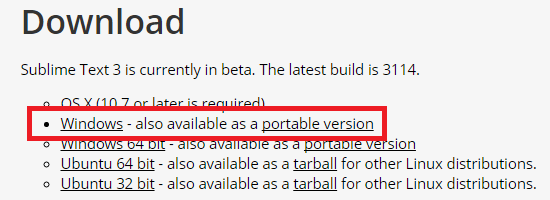 Download
Sublime Text 3 is currently in beta. The latest build is 3114.
OS X (10.7 or later is required)
Windows - also available as a portable version
Windows 64 bit - also available as a portable version
Ubuntu 64 bit - also available as a tarball for other Linux distributions.
Ubuntu 32 bit - also available as a tarball for other Linux distributions.